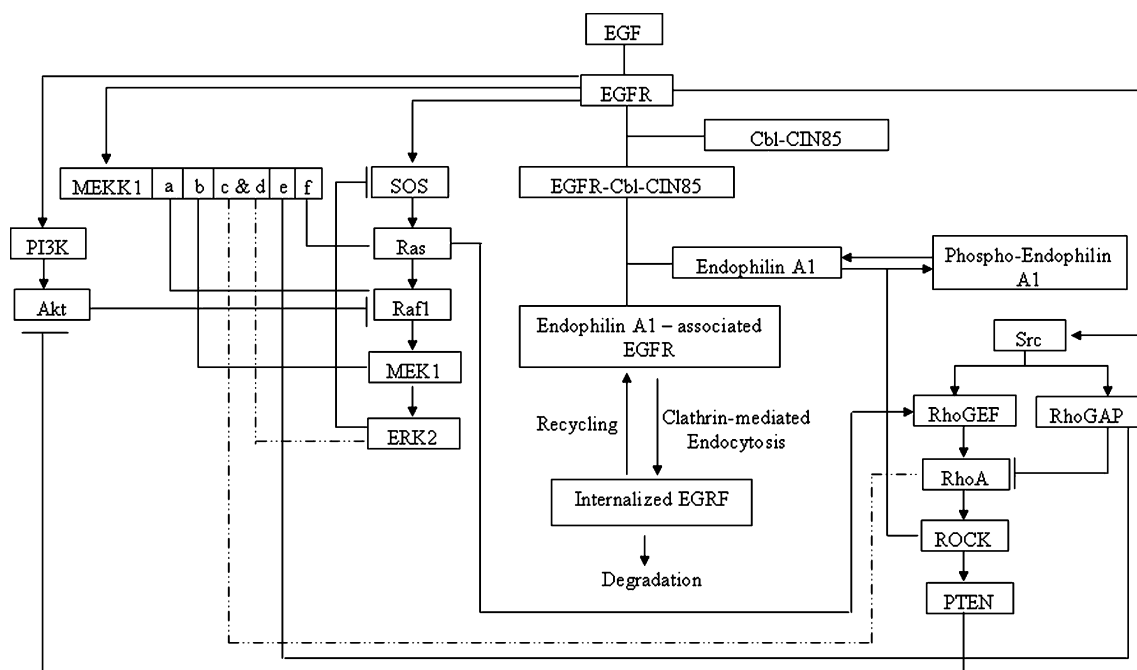 EGF
EGFR
Cbl-CIN85
MEKK1 a b c & d e f
SOS
EGFR-Cbl-CIN85
PI3K
Ras
Endophilin A1
Phospho-Endophilin
A1
Akt
Raf1
Endophilin A1 – associated
EGFR
Src
MEK1
RhoGEF
RhoGAP
Recycling
Clathrin-mediated
Endocytosis
ERK2
RhoA
Internalized EGRF
ROCK
Degradation
PTEN